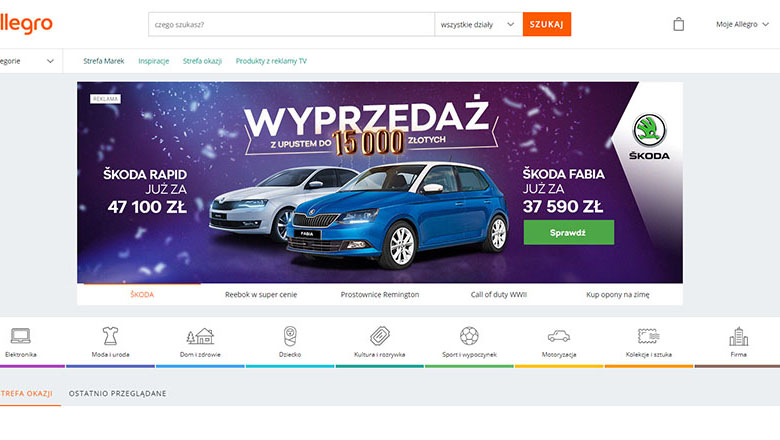 llegro
czego szukasz?
wszystkie działy
SZUKAJ
Moje Allegro
egorie
Strefa Marek
Inspiracje
Strefa okazji
Produkty z reklamy TV
REKLAMA
WYPRZEDAŻ
Z UPUSTEM DO 15 000 ZŁOTYCH
ŠKODA RAPID
JUŻ ZA
47 100 ZŁ
FABIA
ŠKODA FABIA
JUŻ ZA
37 590 ZŁ
Sprawdź
ŠKODA
ŠKODA
Reebok w super cenie
Prostownice Remington
Call of duty WWII
Kup opony na zimę
Elektronika
Moda i uroda
Dom i zdrowie
Dziecko
Kultura i rozrywka
Sport i wypoczynek
Motoryzacja
Kolekcje i sztuka
Firma
TREFA OKAZJI
OSTATNIO PRZEGLĄDANE